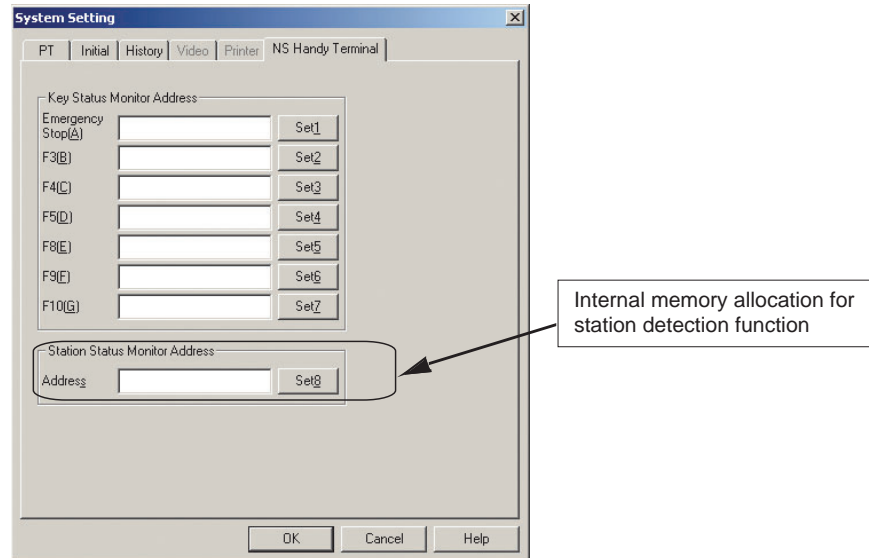 System Setting
PT Initial History Video Printer NS Handy Terminal
Key Status Monitor Address
Emergency
Stop(A) Set1
F3(B) Set2
F4(C) Set3
F5(D) Set4
F8(E) Set5
F9(F) Set6
F10(G) Set7
Station Status Monitor Address
Address Set8
OK Cancel Help
Internal memory allocation for
station detection function